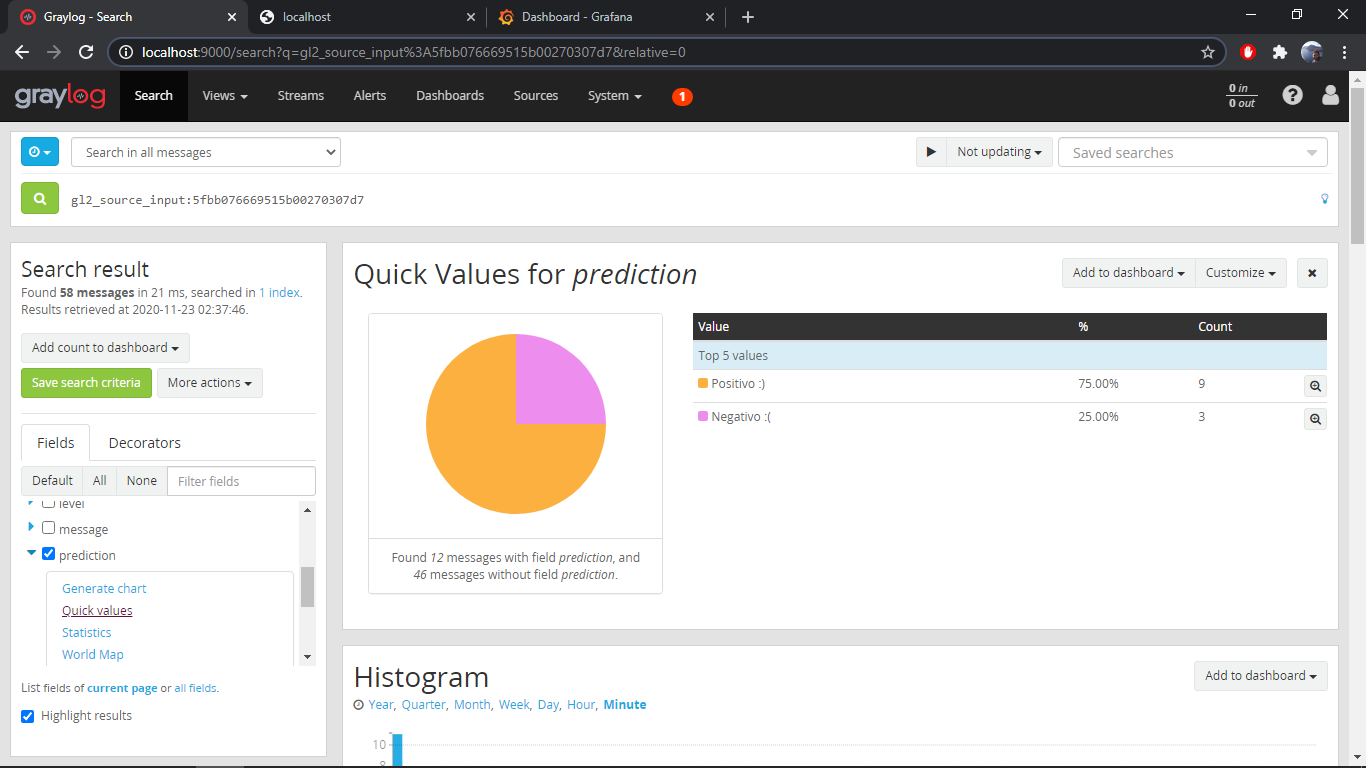 Graylog - Search
localhost
Dashboard - Grafana
localhost:9000/search?q=gl2_source_input%3A5fbb076669515b00270307d7&relative=0
graylog
Search Views Streams Alerts Dashboards Sources System 1
0 in
0 out
Search in all messages
Not updating
Saved searches
gl2_source_input:5fbb076669515b00270307d7
Search result
Found 58 messages in 21 ms, searched in 1 index.
Results retrieved at 2020-11-23 02:37:46.
Add count to dashboard
Save search criteria
More actions
Fields
Decorators
Default All None Filter fields
level
message
prediction
Generate chart
Quick values
Statistics
World Map
List fields of current page or all fields.
Highlight results
Quick Values for prediction
Add to dashboard
Customize
Value % Count
Top 5 values
Positivo :) 75.00% 9
Negativo :( 25.00% 3
Found 12 messages with field prediction, and
46 messages without field prediction.
Histogram
Add to dashboard
Year, Quarter, Month, Week, Day, Hour, Minute
10
8